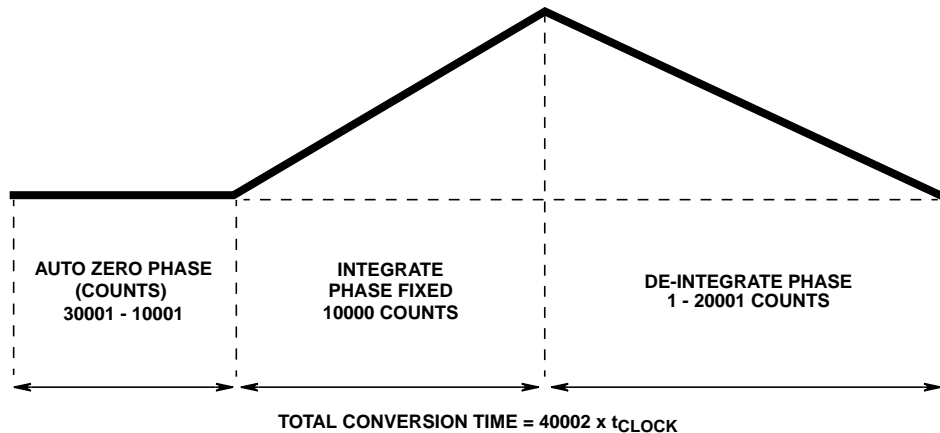 AUTO ZERO PHASE
(COUNTS)
30001 - 10001
INTEGRATE
PHASE FIXED
10000 COUNTS
DE-INTEGRATE PHASE
1 - 20001 COUNTS
TOTAL CONVERSION TIME = 40002 x tCLOCK